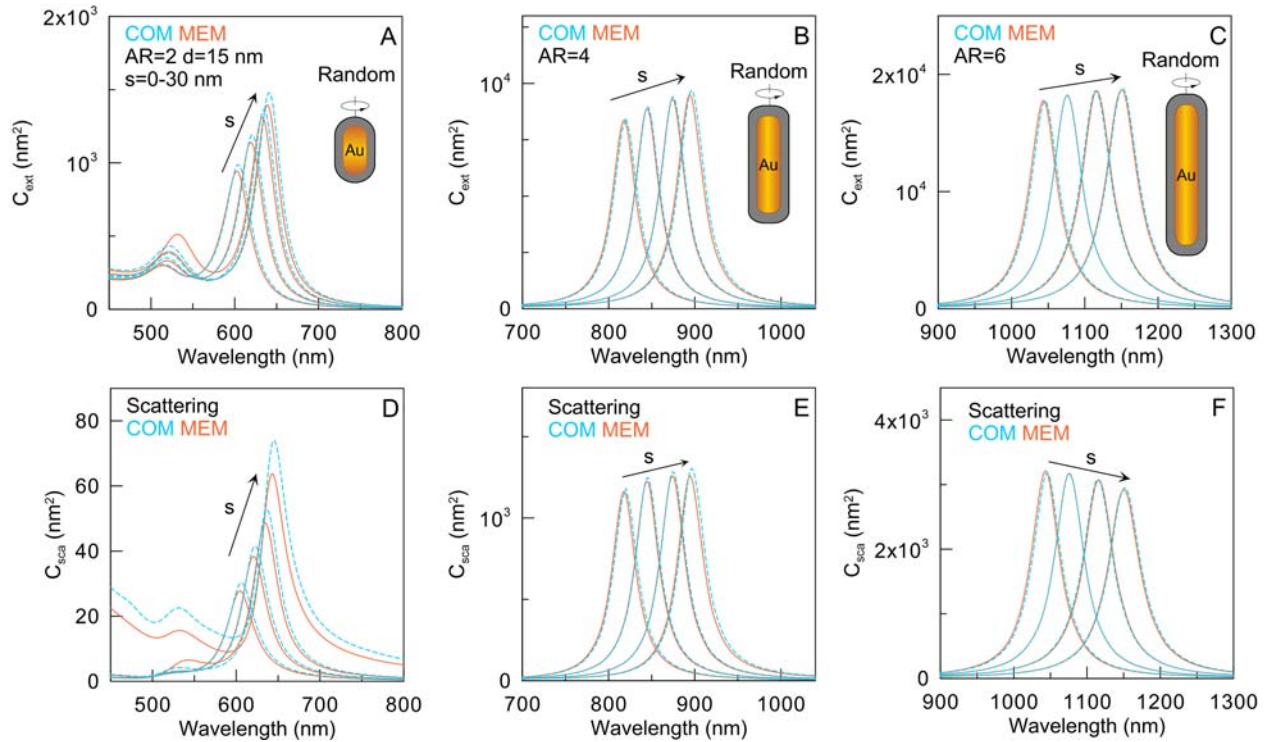 2x10³
COM MEM
AR=2 d=15 nm
s=0-30 nm
A
Random
s
Au
10³
0
C_ext (nm²)
500 600 700 800
Wavelength (nm)
COM MEM
AR=4
B
Random
s
Au
10⁴
0
C_ext (nm²)
700 800 900 1000
Wavelength (nm)
COM MEM
AR=6
C
Random
s
Au
2x10⁴
10⁴
0
C_ext (nm²)
900 1000 1100 1200 1300
Wavelength (nm)
Scattering
COM MEM
D
s
80
60
40
20
0
C_sca (nm²)
500 600 700 800
Wavelength (nm)
Scattering
COM MEM
E
s
10³
0
C_sca (nm²)
700 800 900 1000
Wavelength (nm)
Scattering
COM MEM
F
s
4x10³
2x10³
0
C_sca (nm²)
900 1000 1100 1200 1300
Wavelength (nm)